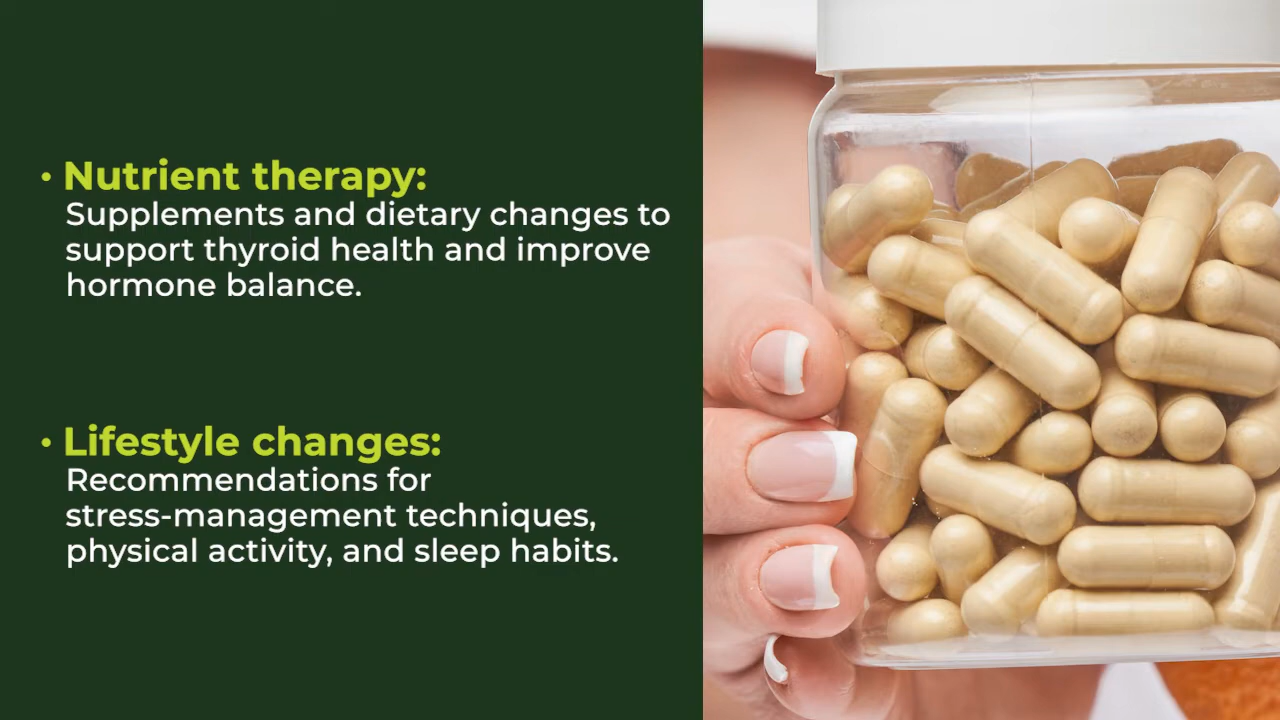 • Nutrient therapy:
Supplements and dietary changes to
support thyroid health and improve
hormone balance.
• Lifestyle changes:
Recommendations for
stress-management techniques,
physical activity, and sleep habits.